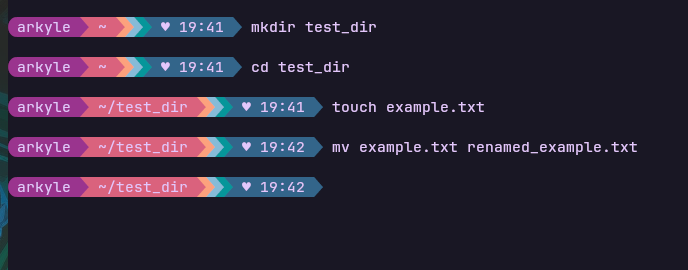 arkyle ~ ♥ 19:41 mkdir test_dir
arkyle ~ ♥ 19:41 cd test_dir
arkyle ~/test_dir ♥ 19:41 touch example.txt
arkyle ~/test_dir ♥ 19:42 mv example.txt renamed_example.txt
arkyle ~/test_dir ♥ 19:42